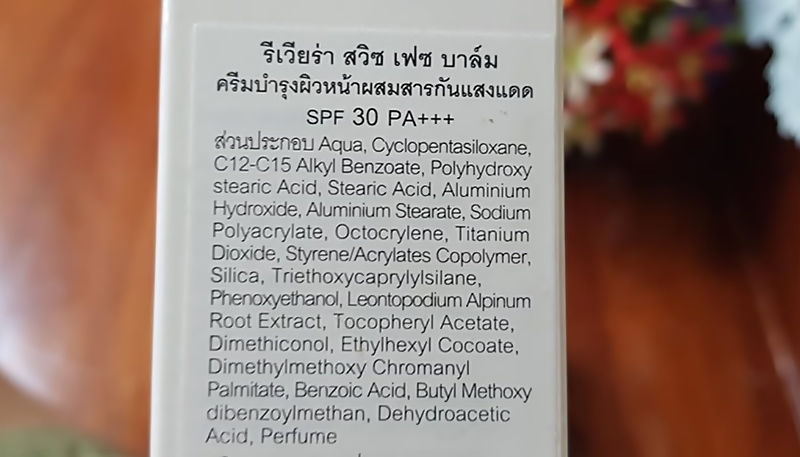 รีเวียร่า สวิซ เฟซ บาล์ม
ครีมบำรุงผิวหน้าผสมสารกันแสงแดด
SPF 30 PA+++
ส่วนประกอบ Aqua, Cyclopentasiloxane,
C12-C15 Alkyl Benzoate, Polyhydroxy
stearic Acid, Stearic Acid, Aluminium
Hydroxide, Aluminium Stearate, Sodium
Polyacrylate, Octocrylene, Titanium
Dioxide, Styrene/Acrylates Copolymer,
Silica, Triethoxycaprylylsilane,
Phenoxyethanol, Leontopodium Alpinum
Root Extract, Tocopheryl Acetate,
Dimethiconol, Ethylhexyl Cocoate,
Dimethylmethoxy Chromanyl
Palmitate, Benzoic Acid, Butyl Methoxy
dibenzoylmethan, Dehydroacetic
Acid, Perfume